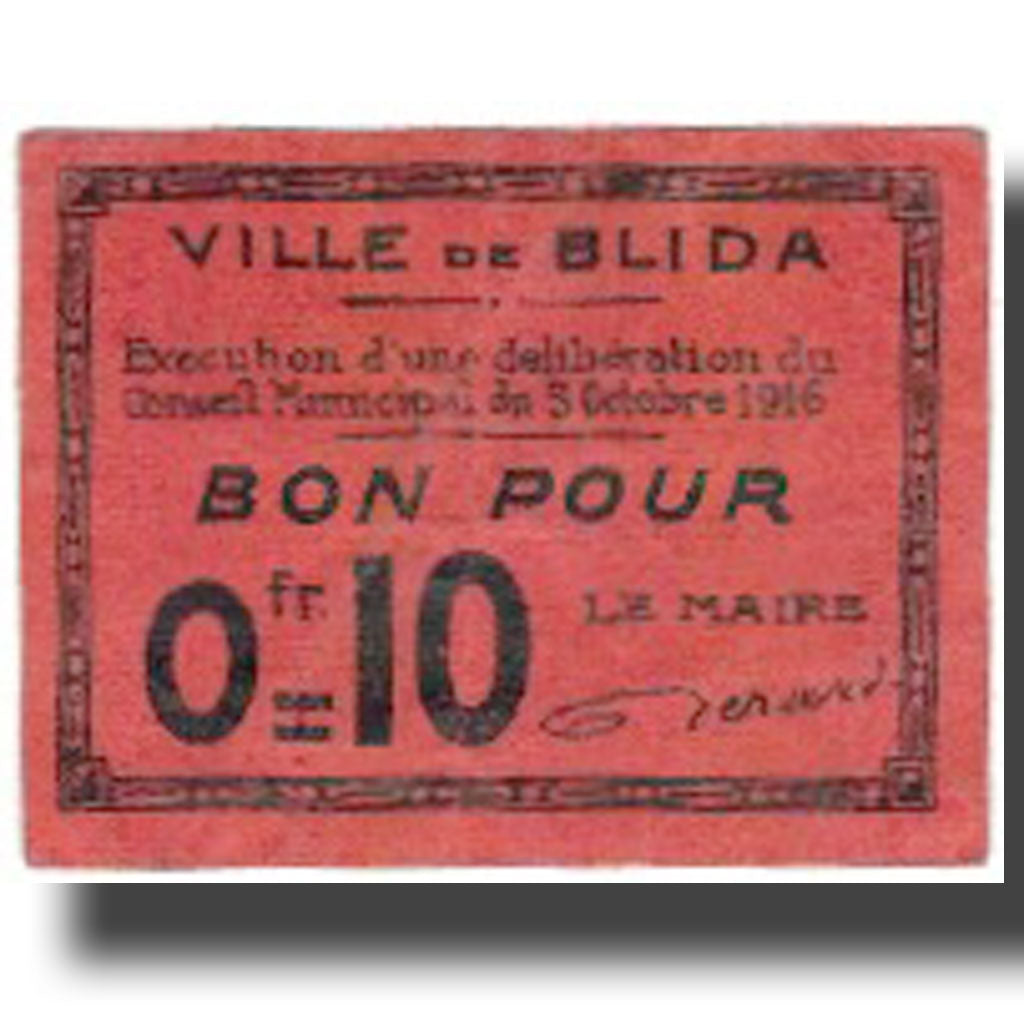 VILLE DE BLIDA
Execution d'une deliberation du
Conseil Municipal du 3 Octobre 1916
BON POUR
0 fr. 10
LE MAIRE